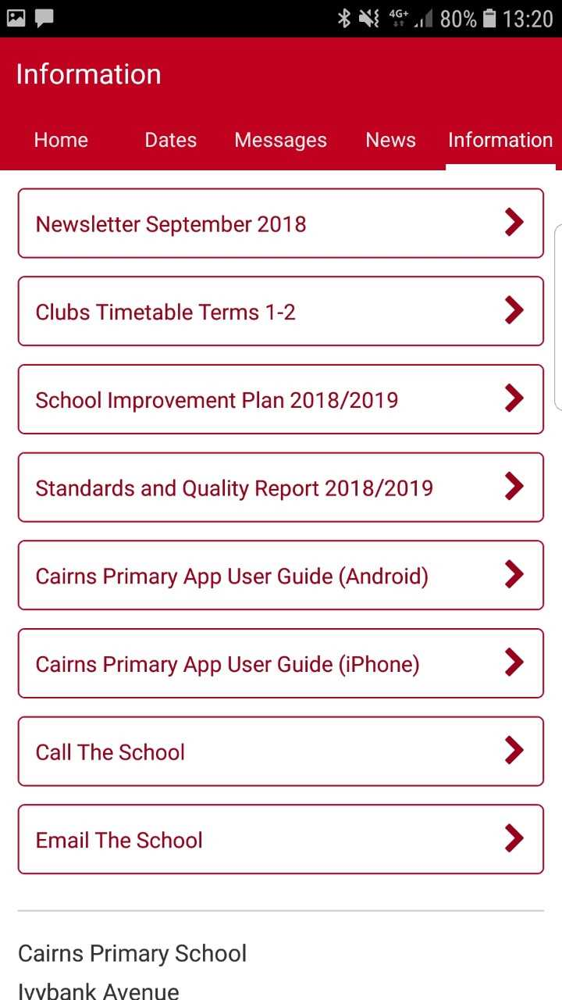 4G+ 80% 13:20
Information
Home Dates Messages News Information
Newsletter September 2018
Clubs Timetable Terms 1-2
School Improvement Plan 2018/2019
Standards and Quality Report 2018/2019
Cairns Primary App User Guide (Android)
Cairns Primary App User Guide (iPhone)
Call The School
Email The School
Cairns Primary School
Ivybank Avenue